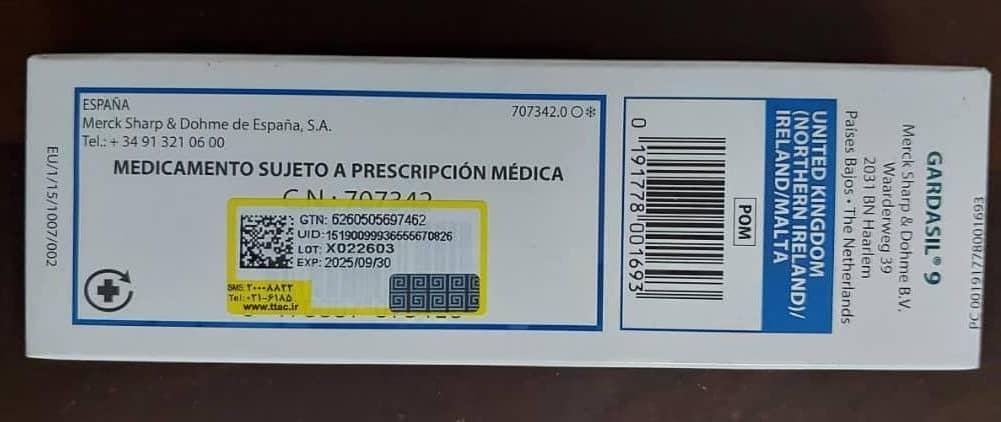 EU/1/15/1007/002
ESPAÑA
Merck Sharp & Dohme de España, S.A.
Tel.: + 34 91 321 06 00
707342.0
MEDICAMENTO SUJETO A PRESCRIPCIÓN MÉDICA
C.N.: 707342
GTN: 6260505697462
UID: 15190099936555670826
LOT: X022603
EXP: 2025/09/30
SMS: ۲۰۰۰۸۸۲۲
Tel: ۰۲۱-۶۱۸۵
www.ttac.ir
0 191778 001693
POM
UNITED KINGDOM
(NORTHERN IRELAND)/
IRELAND/MALTA
GARDASIL® 9
Merck Sharp & Dohme B.V.
Waarderweg 39
2031 BN Haarlem
Países Bajos • The Netherlands
PC 00191778001693